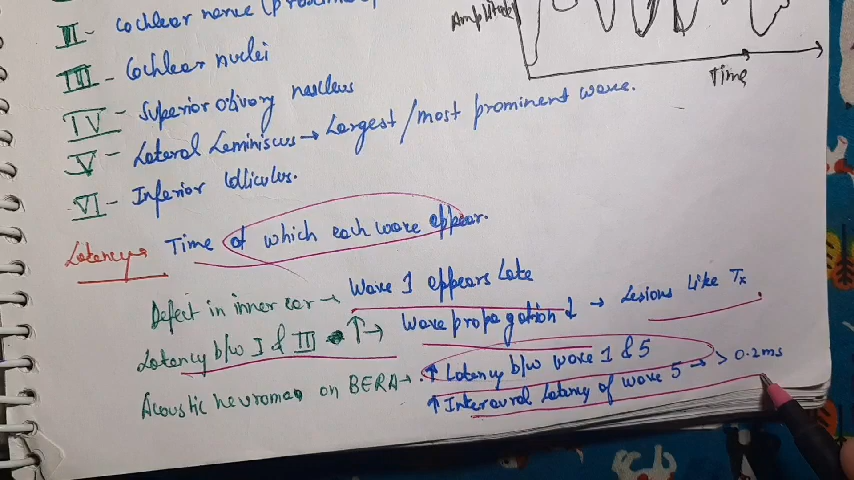 II - Cochlear nerve (
Amplitude
III - Cochlear nuclei
Time
IV - Superior olivary nucleus
V - Lateral Leminiscus → Largest/most prominent wave.
VI - Inferior colliculus.
Latency → Time at which each wave appear.
Defect in inner ear → Wave 1 appears late
Latency b/w I & III ↑ → Wave propagation ↓ → Lesions like Tx.
Acoustic neuroma on BERA → ↑ Latency b/w wave 1 & 5
↑ Interaural Latency of wave 5 → > 0.2ms